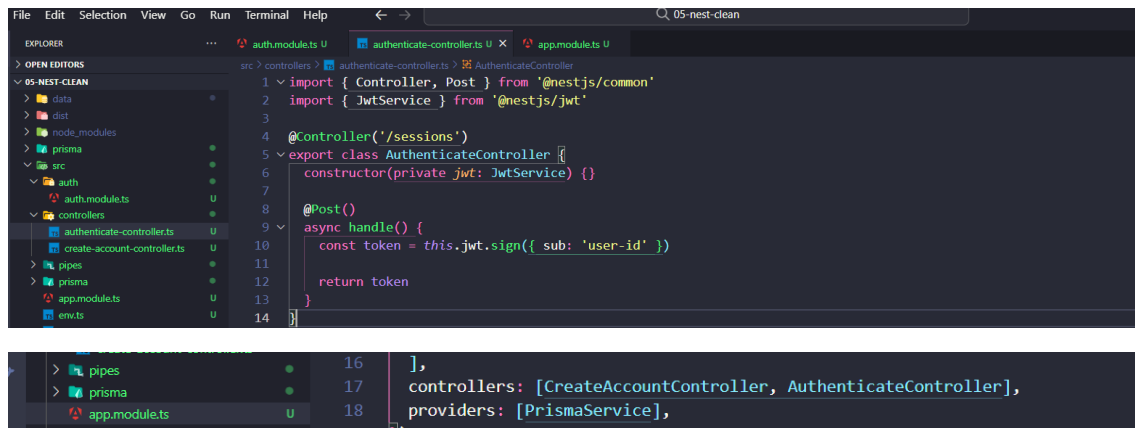 File Edit Selection View Go Run Terminal Help ← → 05-nest-clean
EXPLORER ··· auth.module.ts U authenticate-controller.ts U × app.module.ts U
> OPEN EDITORS
src > controllers > authenticate-controller.ts > AuthenticateController
05-NEST-CLEAN
data
dist
node_modules
prisma
src
auth
auth.module.ts U
controllers
authenticate-controller.ts U
create-account-controller.ts U
pipes
prisma
app.module.ts U
env.ts U
1 import { Controller, Post } from '@nestjs/common'
2 import { JwtService } from '@nestjs/jwt'
3
4 @Controller('/sessions')
5 export class AuthenticateController {
6 constructor(private jwt: JwtService) {}
7
8 @Post()
9 async handle() {
10 const token = this.jwt.sign({ sub: 'user-id' })
11
12 return token
13 }
14 }
pipes
prisma
app.module.ts U
16 ],
17 controllers: [CreateAccountController, AuthenticateController],
18 providers: [PrismaService],